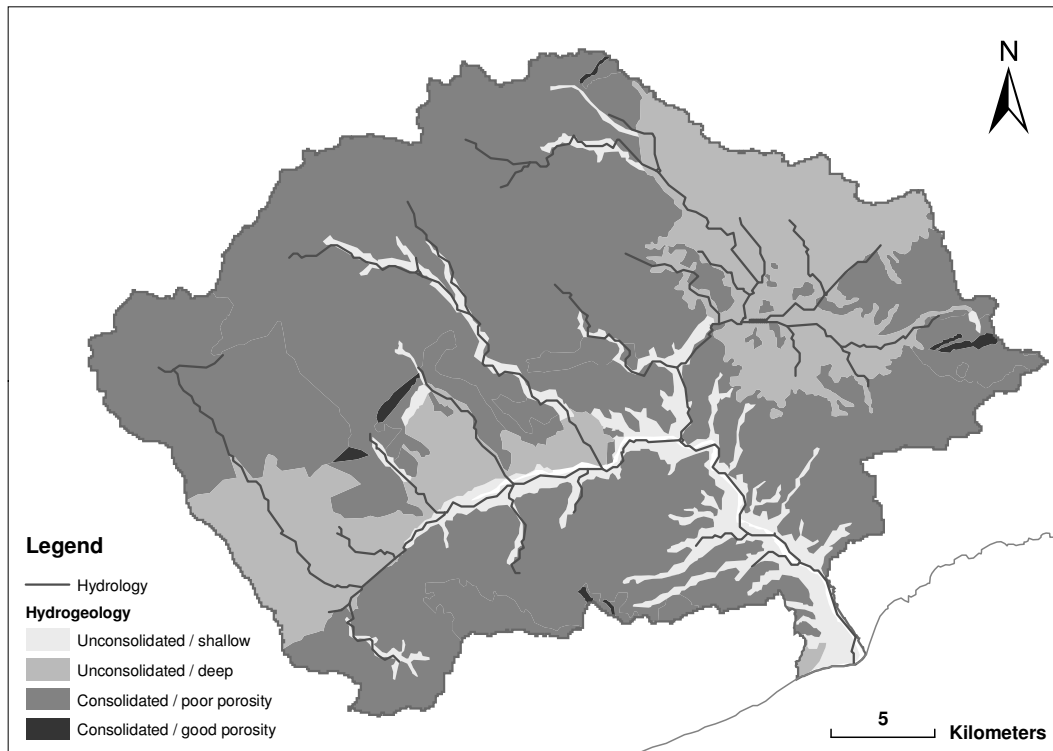 N
Legend
Hydrology
Hydrogeology
Unconsolidated / shallow
Unconsolidated / deep
Consolidated / poor porosity
Consolidated / good porosity
5
Kilometers